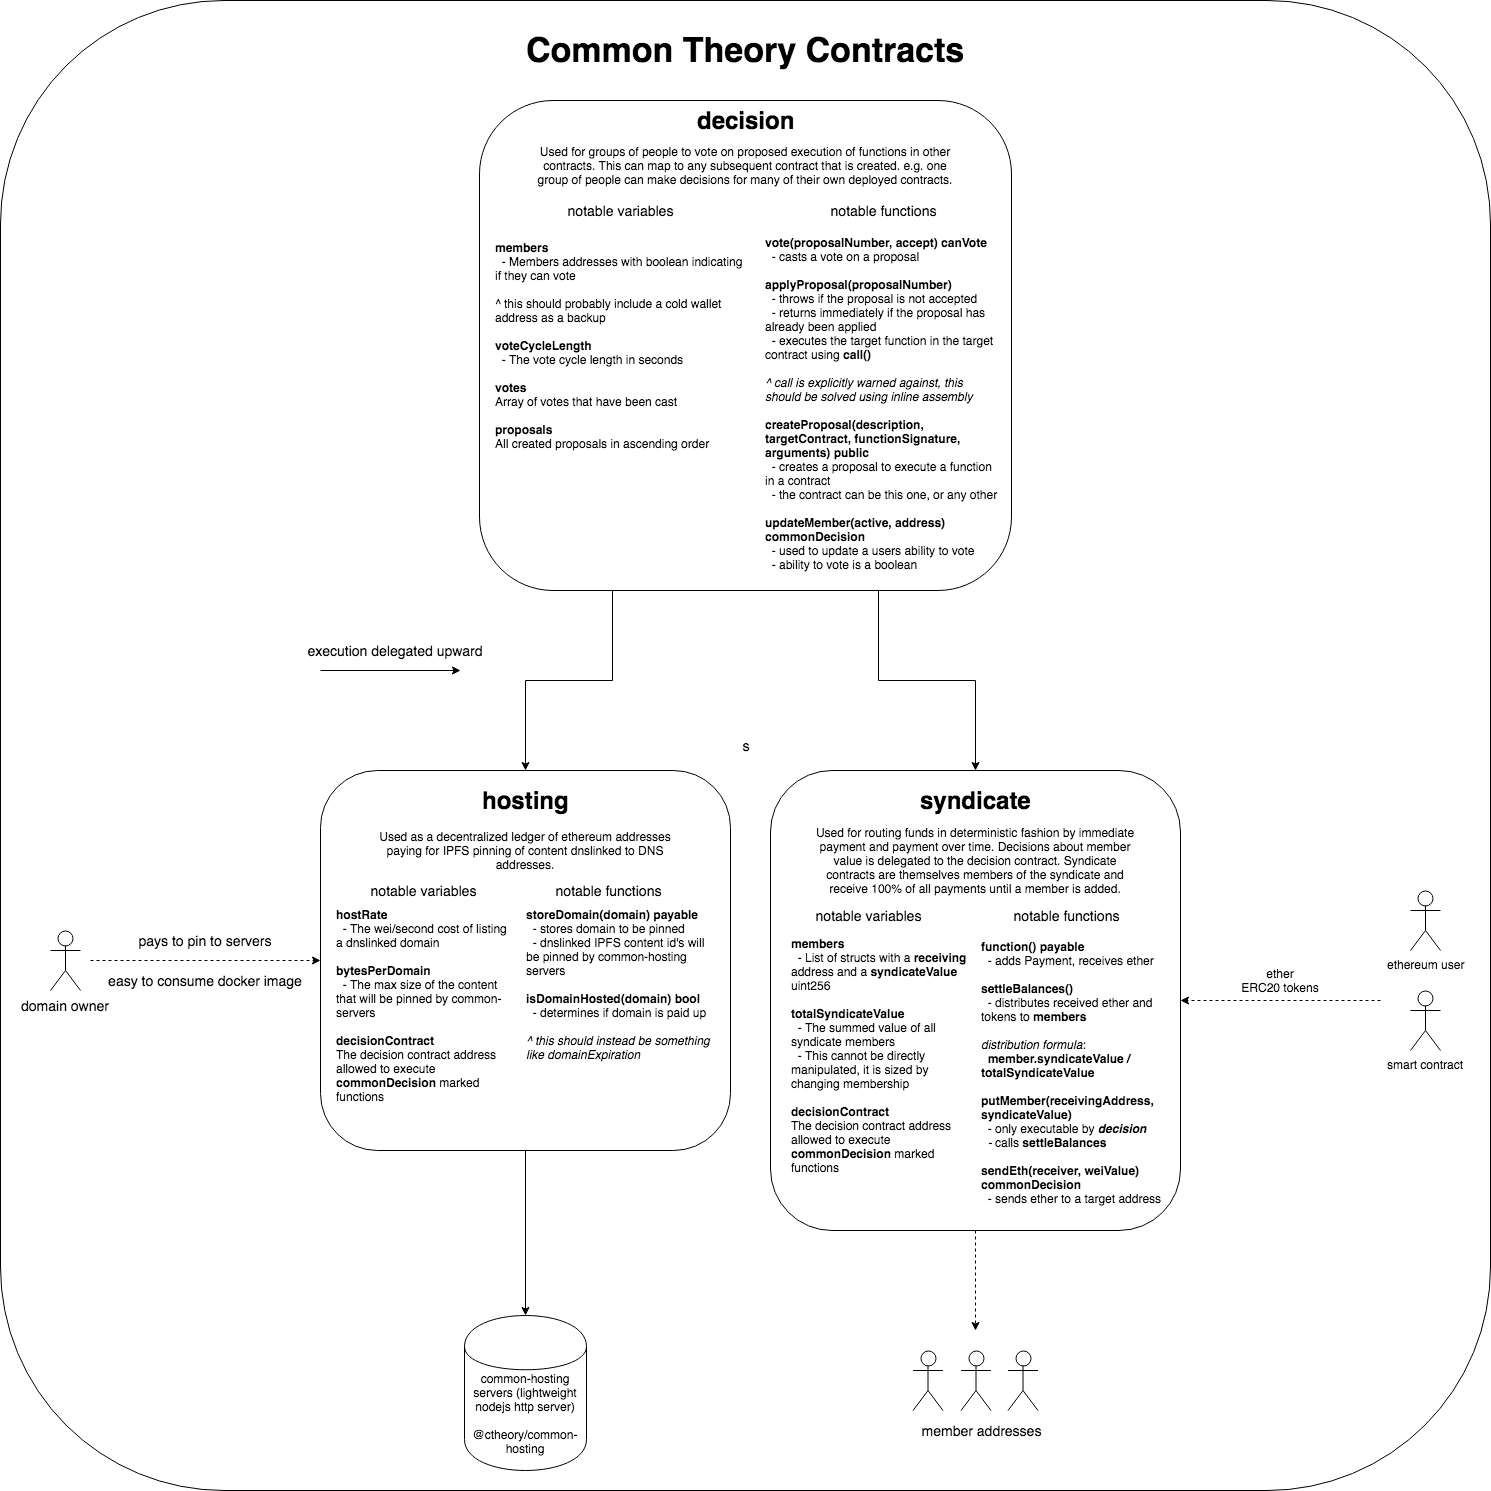 Common Theory Contracts
decision
Used for groups of people to vote on proposed execution of functions in other
contracts. This can map to any subsequent contract that is created. e.g. one
group of people can make decisions for many of their own deployed contracts.
notable variables
members
- Members addresses with boolean indicating
if they can vote
^ this should probably include a cold wallet
address as a backup
voteCycleLength
- The vote cycle length in seconds
votes
Array of votes that have been cast
proposals
All created proposals in ascending order
notable functions
vote(proposalNumber, accept) canVote
- casts a vote on a proposal
applyProposal(proposalNumber)
- throws if the proposal is not accepted
- returns immediately if the proposal has
already been applied
- executes the target function in the target
contract using call()
^ call is explicitly warned against, this
should be solved using inline assembly
createProposal(description,
targetContract, functionSignature,
arguments) public
- creates a proposal to execute a function
in a contract
- the contract can be this one, or any other
updateMember(active, address)
commonDecision
- used to update a users ability to vote
- ability to vote is a boolean
execution delegated upward
s
hosting
Used as a decentralized ledger of ethereum addresses
paying for IPFS pinning of content dnslinked to DNS
addresses.
notable variables
hostRate
- The wei/second cost of listing
a dnslinked domain
bytesPerDomain
- The max size of the content
that will be pinned by common-
servers
decisionContract
The decision contract address
allowed to execute
commonDecision marked
functions
notable functions
storeDomain(domain) payable
- stores domain to be pinned
- dnslinked IPFS content id's will
be pinned by common-hosting
servers
isDomainHosted(domain) bool
- determines if domain is paid up
^ this should instead be something
like domainExpiration
syndicate
Used for routing funds in deterministic fashion by immediate
payment and payment over time. Decisions about member
value is delegated to the decision contract. Syndicate
contracts are themselves members of the syndicate and
receive 100% of all payments until a member is added.
notable variables
members
- List of structs with a receiving
address and a syndicateValue
uint256
totalSyndicateValue
- The summed value of all
syndicate members
- This cannot be directly
manipulated, it is sized by
changing membership
decisionContract
The decision contract address
allowed to execute
commonDecision marked
functions
notable functions
function() payable
- adds Payment, receives ether
settleBalances()
- distributes received ether and
tokens to members
distribution formula:
member.syndicateValue /
totalSyndicateValue
putMember(receivingAddress,
syndicateValue)
- only executable by decision
- calls settleBalances
sendEth(receiver, weiValue)
commonDecision
- sends ether to a target address
pays to pin to servers
easy to consume docker image
domain owner
ether
ERC20 tokens
ethereum user
smart contract
common-hosting
servers (lightweight
nodejs http server)
@ctheory/common-
hosting
member addresses